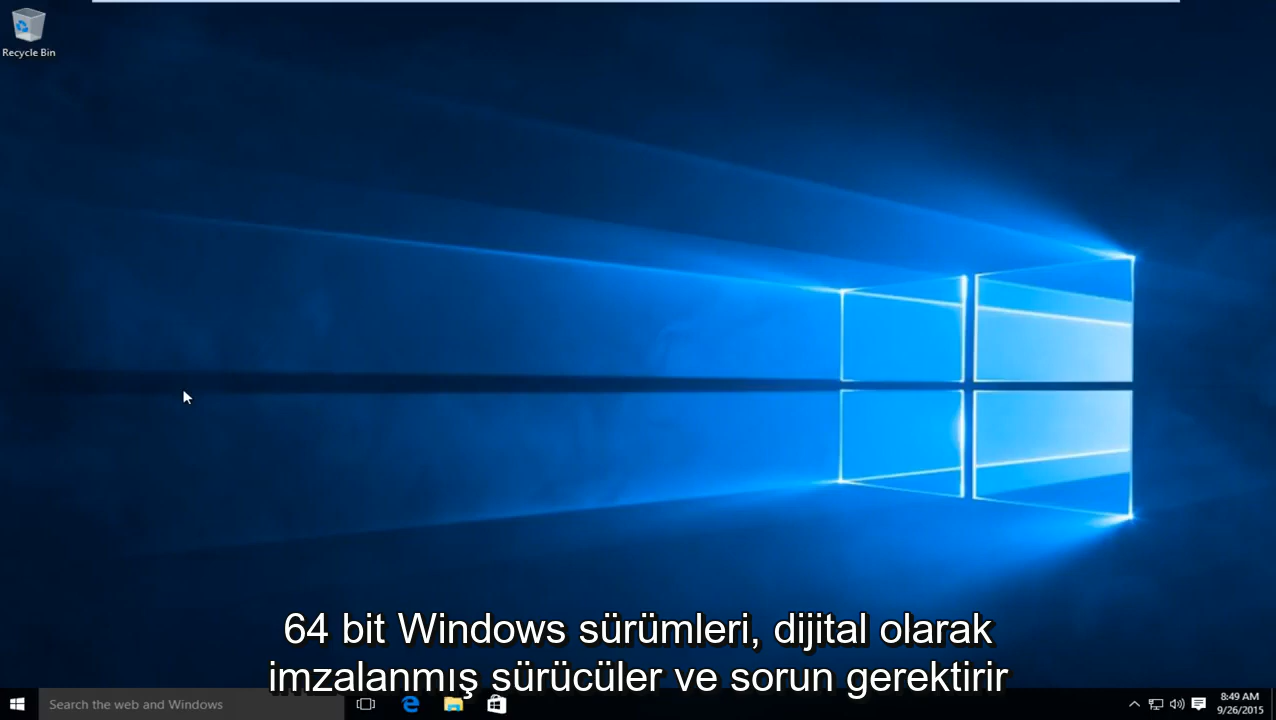 Recycle Bin
64 bit Windows sürümleri, dijital olarak
imzalanmış sürücüler ve sorun gerektirir
Search the web and Windows
8:49 AM
9/26/2015